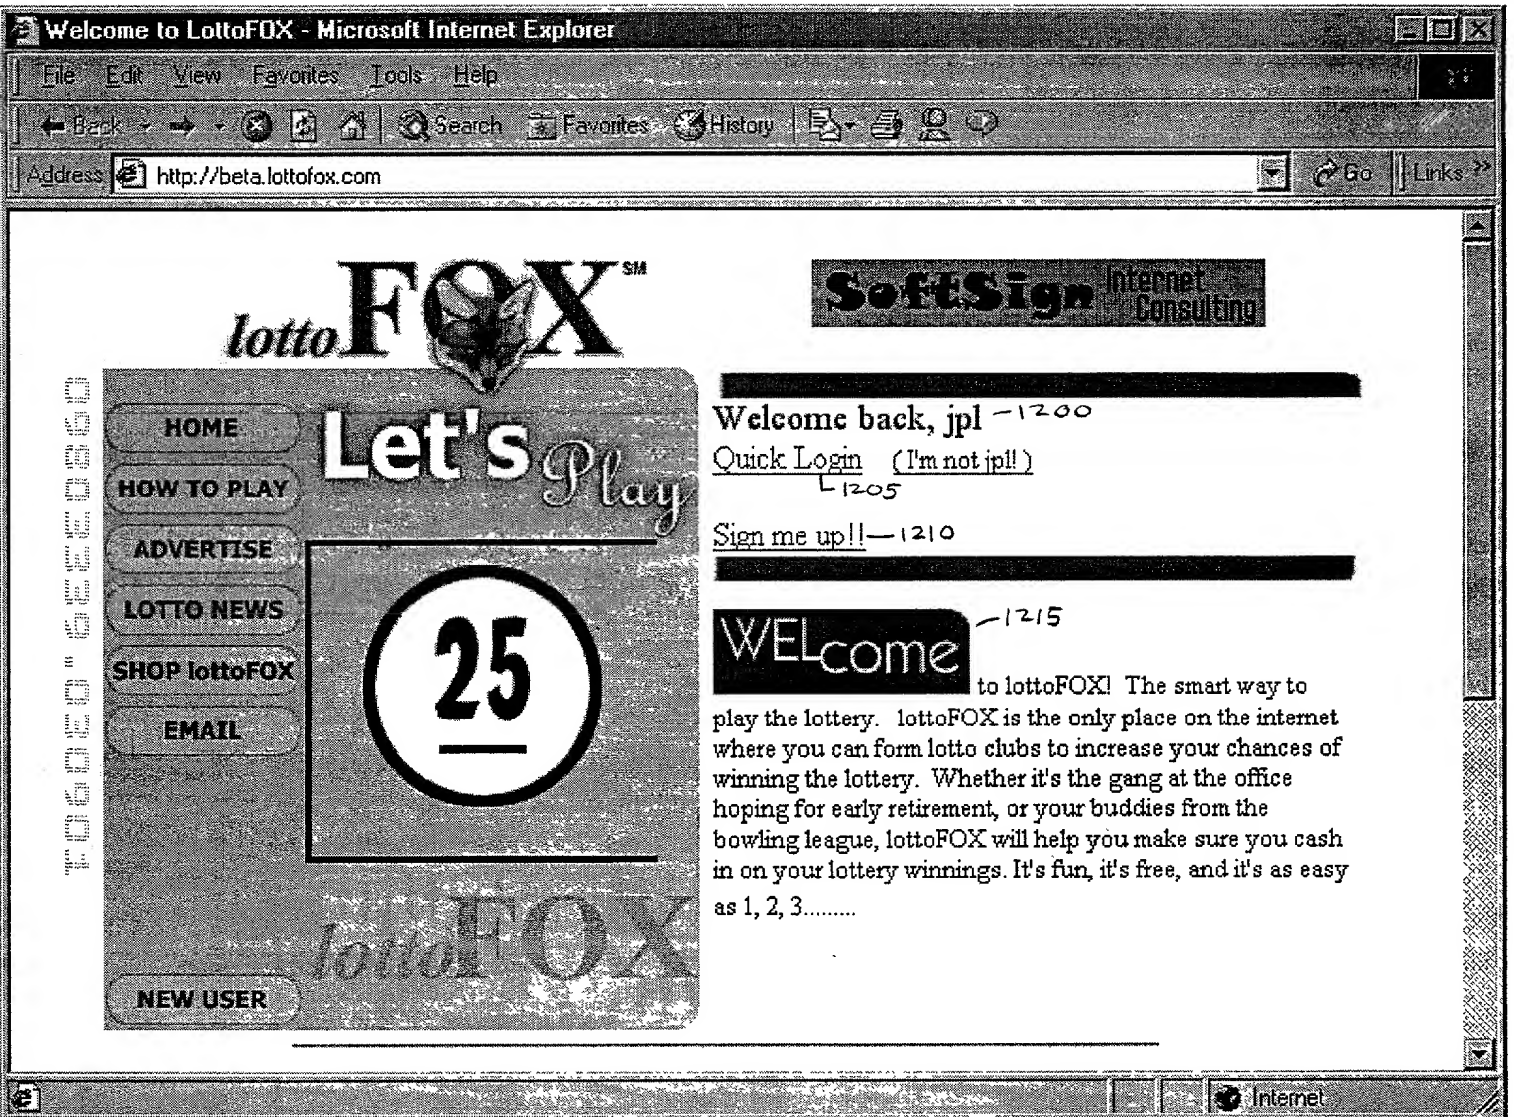 Welcome to LottoFOX - Microsoft Internet Explorer
File Edit View Favorites Tools Help
Back Search Favorites History
Address http://beta.lottofox.com Go Links »
lottoFOX SM
SoftSign Internet Consulting
HOME
HOW TO PLAY
ADVERTISE
LOTTO NEWS
SHOP lottoFOX
EMAIL
NEW USER
Let's Play
25
lottoFOX
Welcome back, jpl -1200
Quick Login (I'm not jpl! )
1205
Sign me up!! -1210
WELcome -1215
to lottoFOX! The smart way to
play the lottery. lottoFOX is the only place on the internet
where you can form lotto clubs to increase your chances of
winning the lottery. Whether it's the gang at the office
hoping for early retirement, or your buddies from the
bowling league, lottoFOX will help you make sure you cash
in on your lottery winnings. It's fun, it's free, and it's as easy
as 1, 2, 3.........
Internet